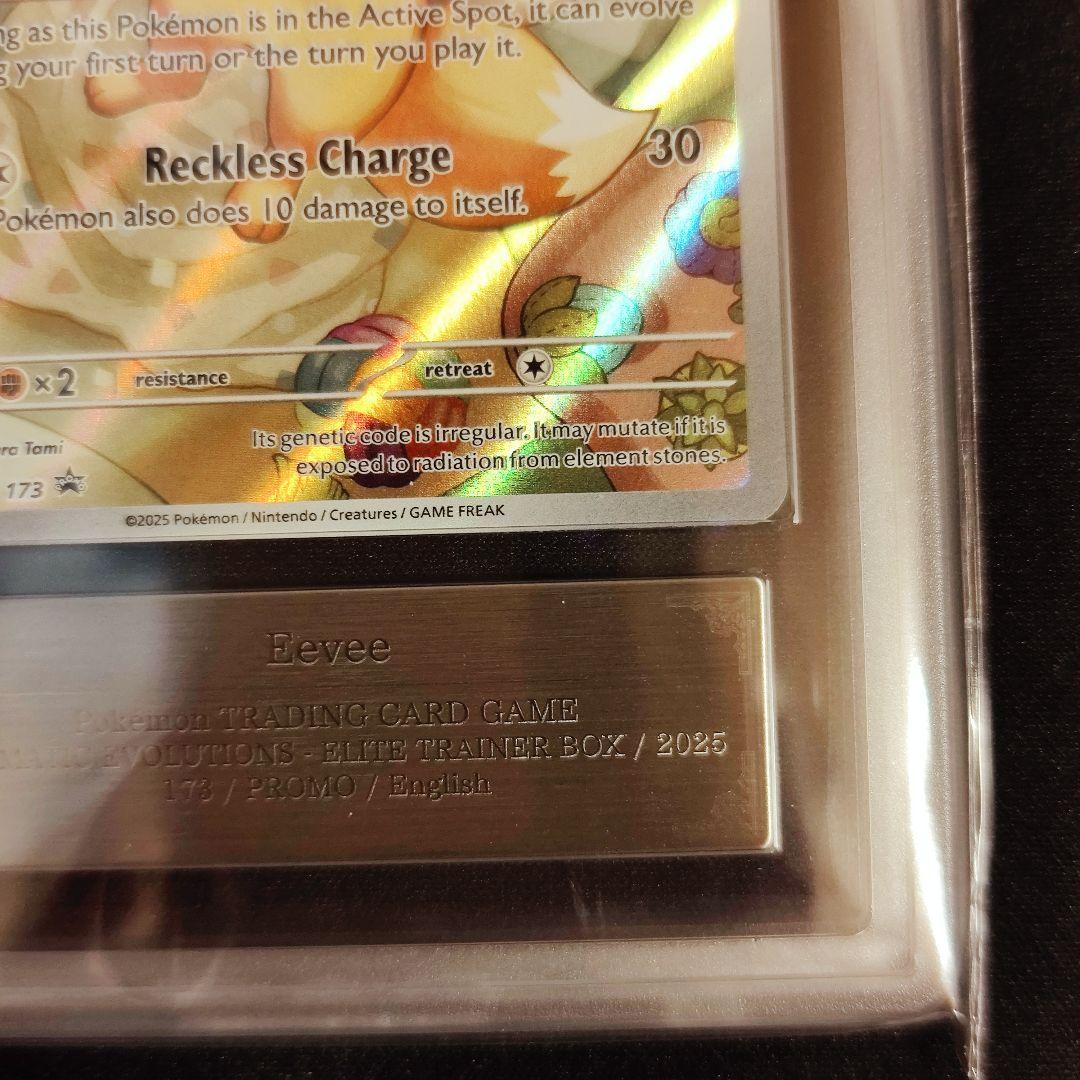 ng as this Pokémon is in the Active Spot, it can evolve
g your first turn or the turn you play it.
Reckless Charge 30
Pokémon also does 10 damage to itself.
×2 resistance retreat
Its genetic code is irregular. It may mutate if it is
exposed to radiation from element stones.
ra Tomi
173
©2025 Pokémon / Nintendo / Creatures / GAME FREAK
Eevee
Pokémon TRADING CARD GAME
EVOLUTIONS - ELITE TRAINER BOX / 2025
173 / PROMO / English